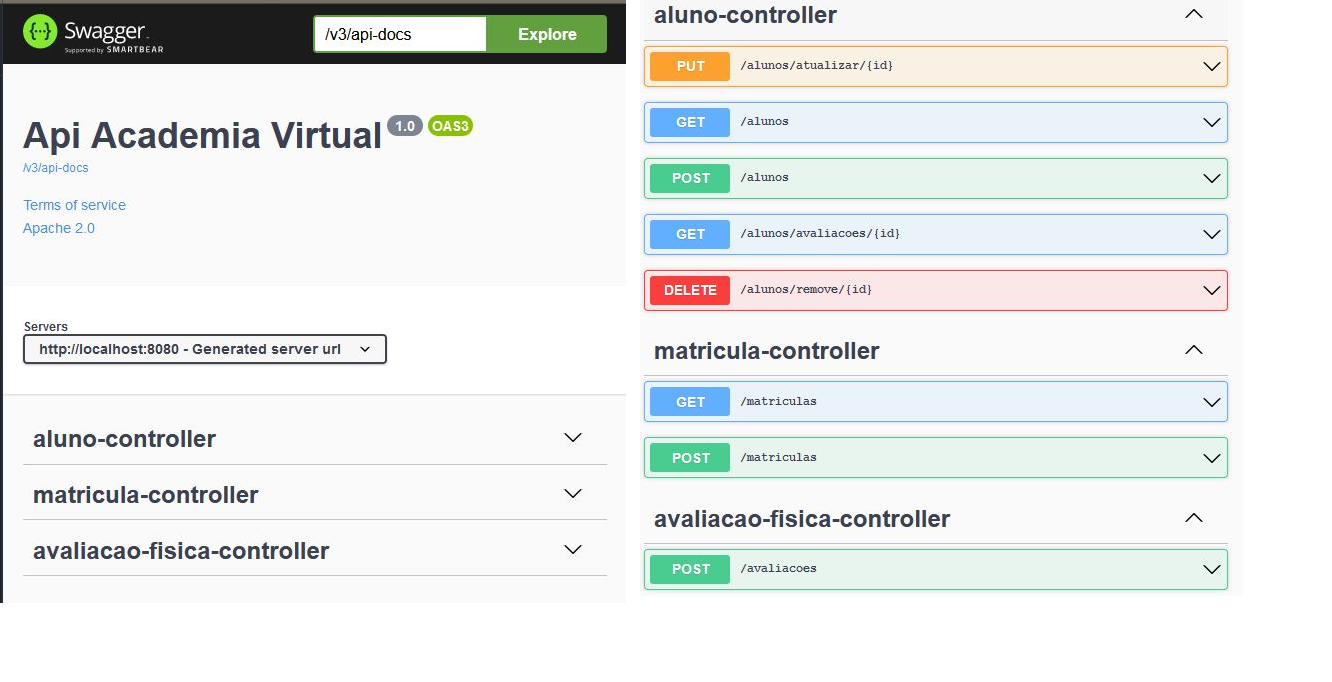 Swagger
Supported by SMARTBEAR
/v3/api-docs
Explore
Api Academia Virtual 1.0 OAS3
/v3/api-docs
Terms of service
Apache 2.0
Servers
http://localhost:8080 - Generated server url
aluno-controller
matricula-controller
avaliacao-fisica-controller
aluno-controller
PUT /alunos/atualizar/{id}
GET /alunos
POST /alunos
GET /alunos/avaliacoes/{id}
DELETE /alunos/remove/{id}
matricula-controller
GET /matriculas
POST /matriculas
avaliacao-fisica-controller
POST /avaliacoes